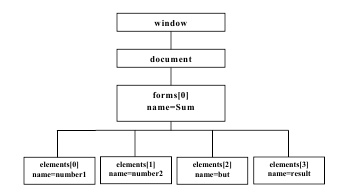 window
document
forms[0]
name=Sum
elements[0]
name=number1
elements[1]
name=number2
elements[2]
name=but
elements[3]
name=result